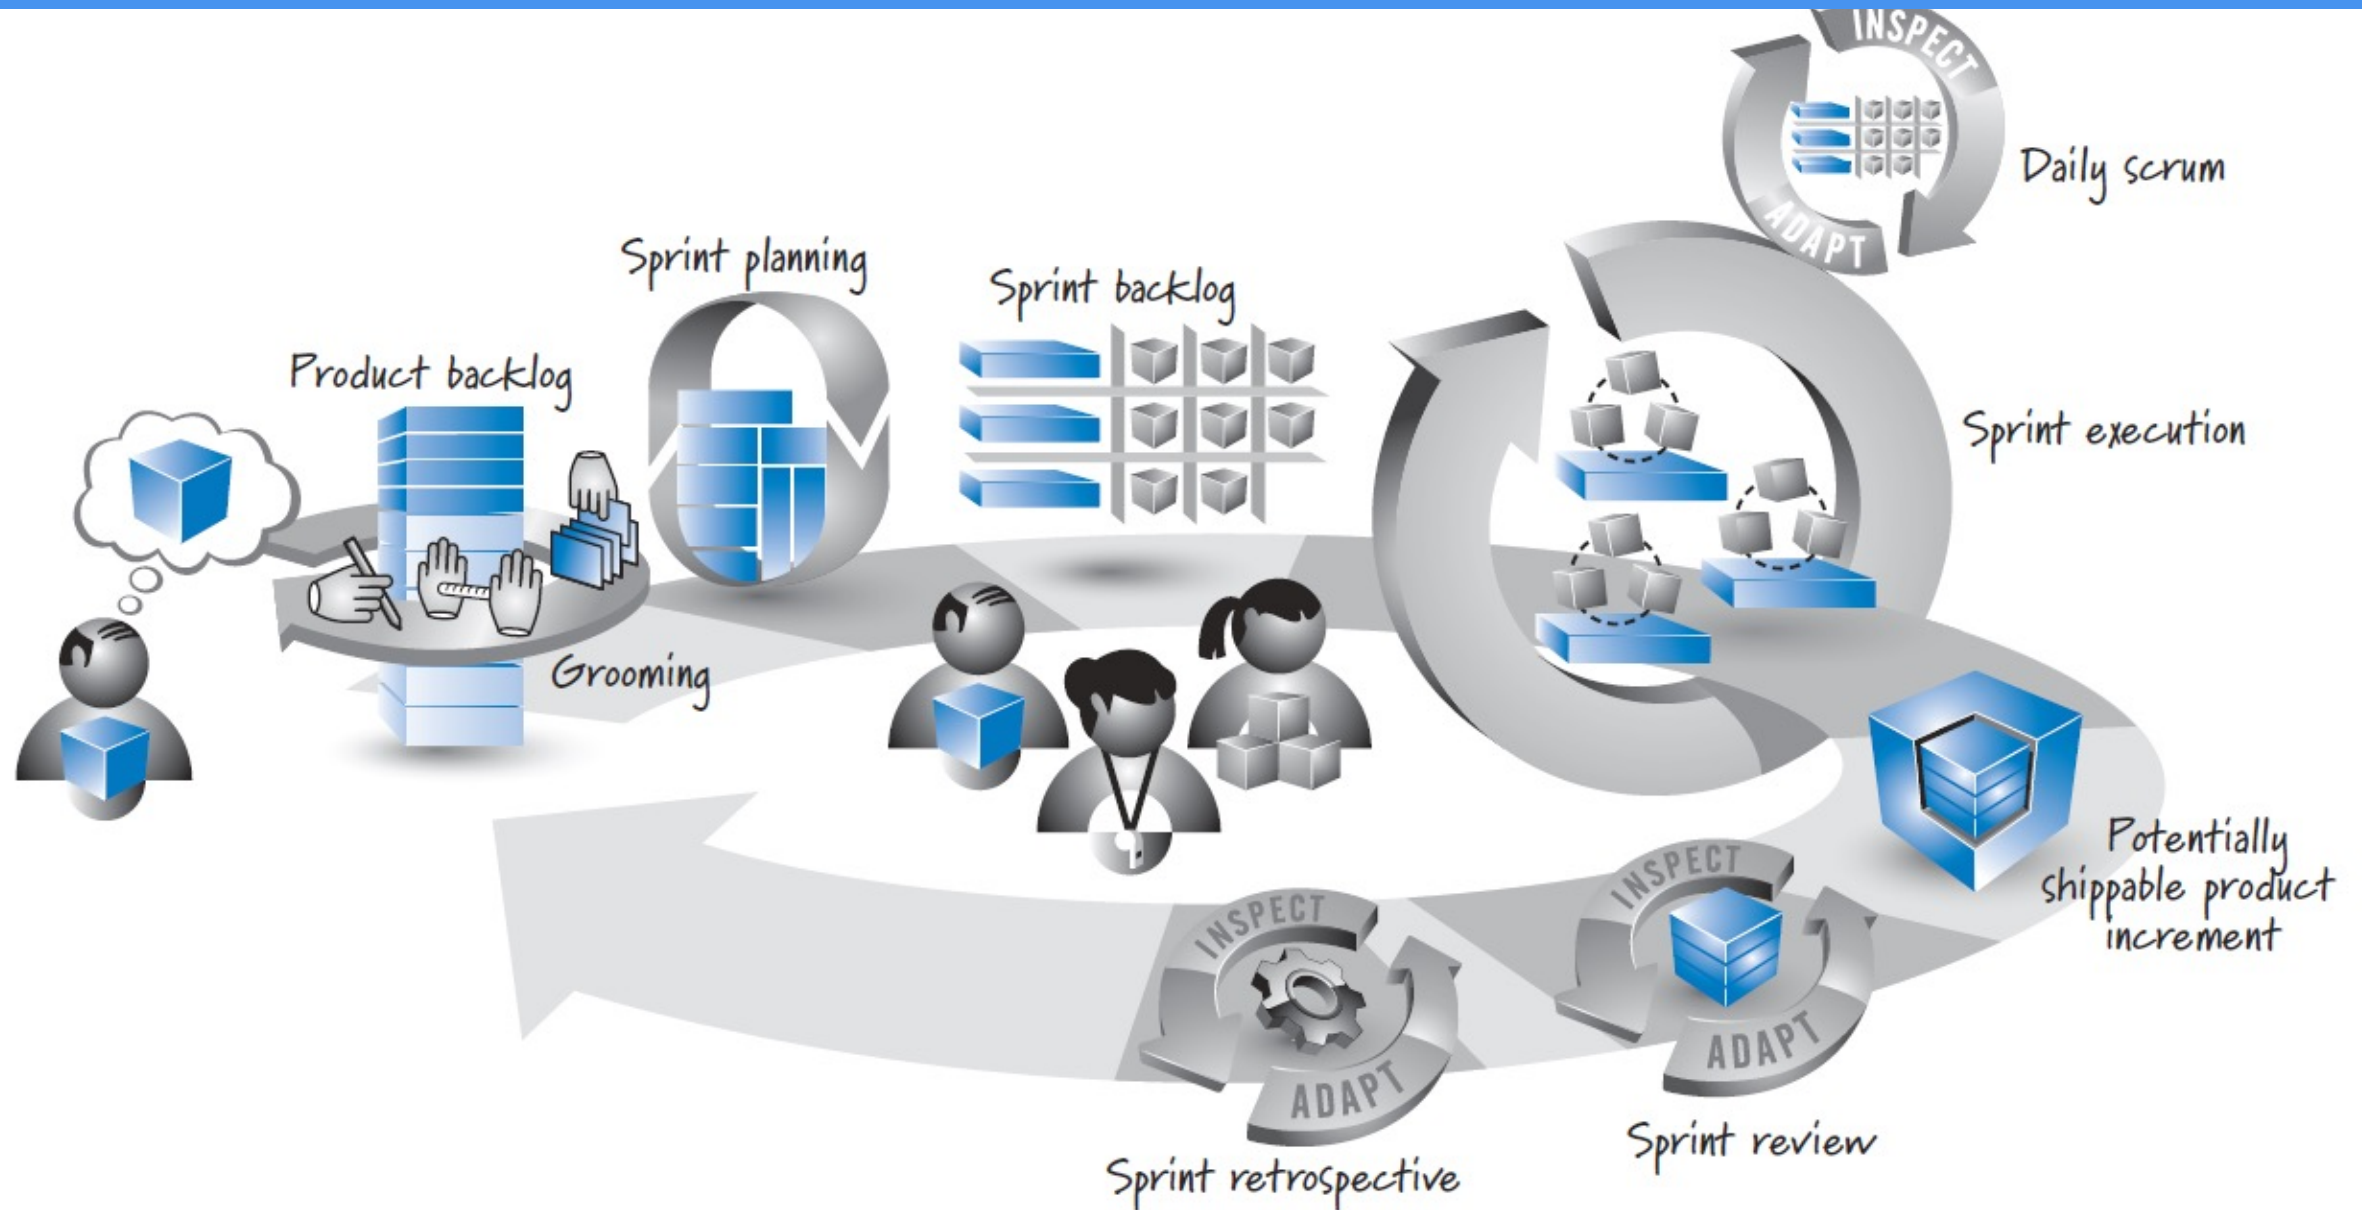 INSPECT
ADAPT
Daily scrum
Sprint planning
Sprint backlog
Product backlog
Sprint execution
Grooming
Potentially
shippable product
increment
INSPECT
ADAPT
Sprint review
INSPECT
ADAPT
Sprint retrospective